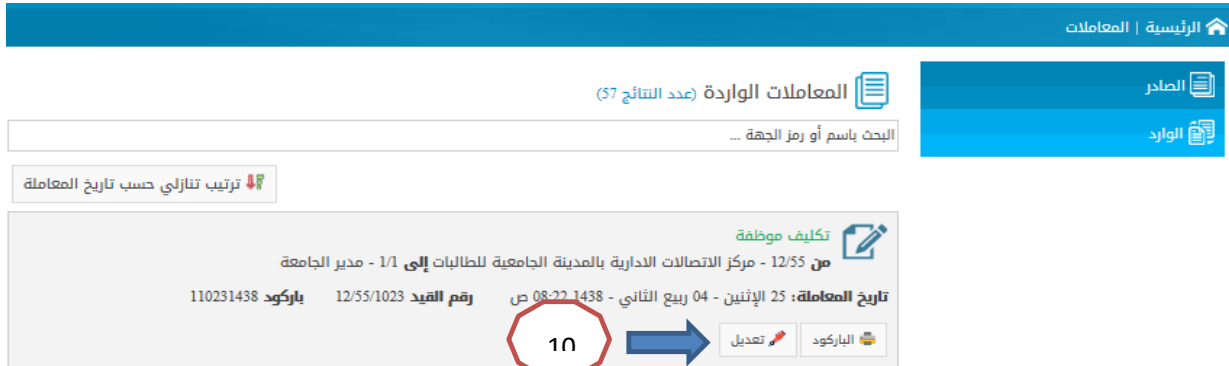 الرئيسية | المعاملات
الصادر
الوارد
المعاملات الواردة (عدد النتائج 57)
البحث باسم أو رمز الجهة ...
ترتيب تنازلي حسب تاريخ المعاملة
تكليف موظفة
من 12/55 - مركز الاتصالات الادارية بالمدينة الجامعية للطالبات إلى 1/1 - مدير الجامعة
تاريخ المعاملة: 25 الإثنين - 04 ربيع الثاني - 1438 08:22 ص رقم القيد 12/55/1023 باركود 110231438
الباركود تعديل
10